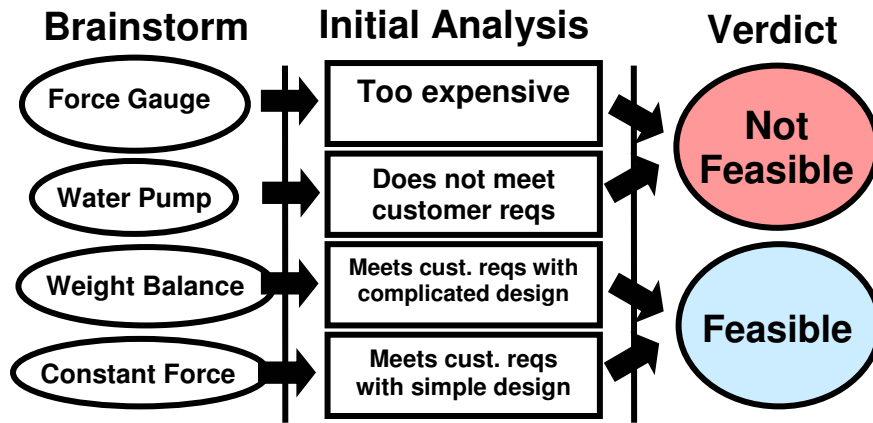 Brainstorm
Initial Analysis
Verdict
Force Gauge
Too expensive
Not
Feasible
Water Pump
Does not meet
customer reqs
Weight Balance
Meets cust. reqs with
complicated design
Feasible
Constant Force
Meets cust. reqs
with simple design